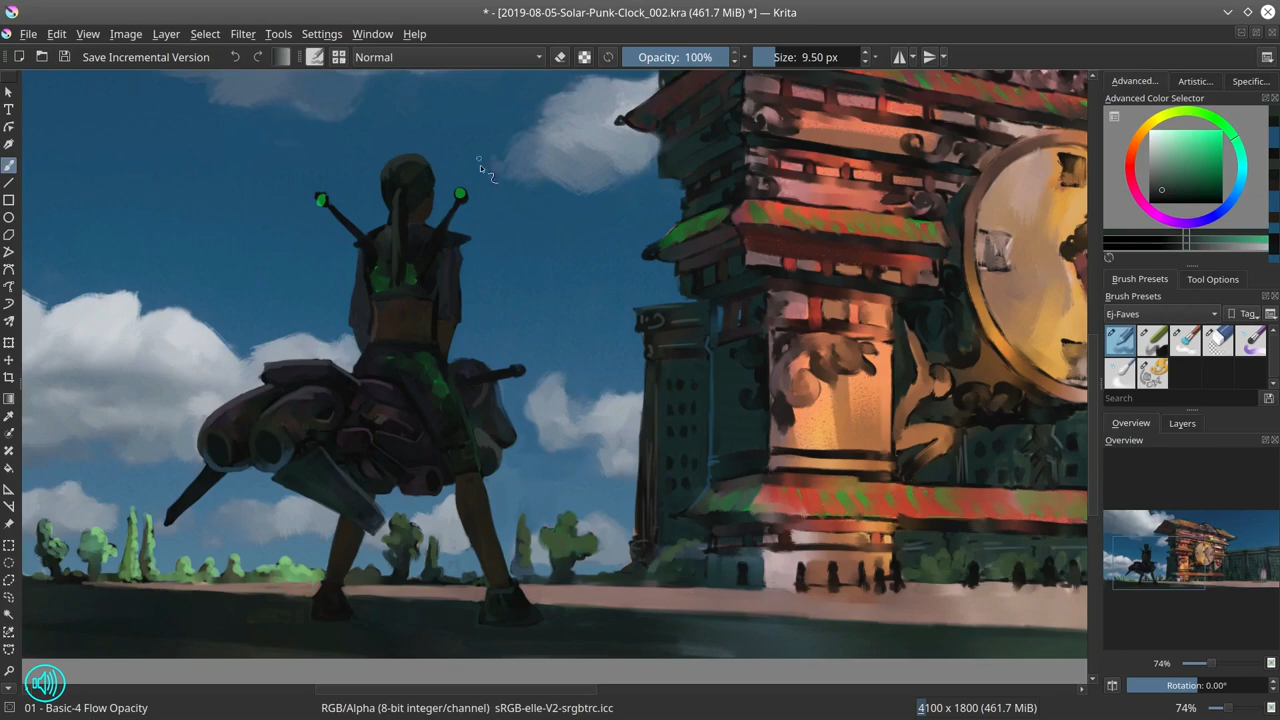 * - [2019-08-05-Solar-Punk-Clock_002.kra (461.7 MiB) *] — Krita
File Edit View Image Layer Select Filter Tools Settings Window Help
Save Incremental Version Normal Opacity: 100% Size: 9.50 px
Advanced... Artistic... Specific...
Advanced Color Selector
Brush Presets Tool Options
Brush Presets
Ej-Faves Tag
Search
Overview Layers
Overview
74%
Rotation: 0.00°
01 - Basic-4 Flow Opacity RGB/Alpha (8-bit integer/channel) sRGB-elle-V2-srgbtrc.icc 4100 x 1800 (461.7 MiB) 74%